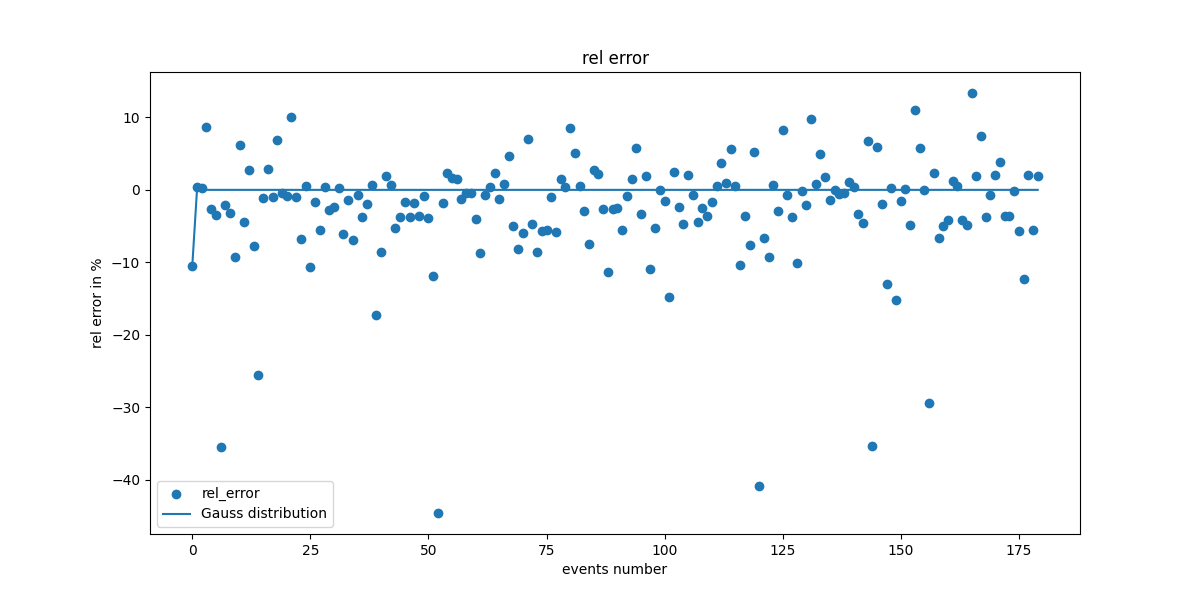 rel error
rel error in %
10
0
−10
−20
−30
−40
rel_error
Gauss distribution
0 25 50 75 100 125 150 175
events number